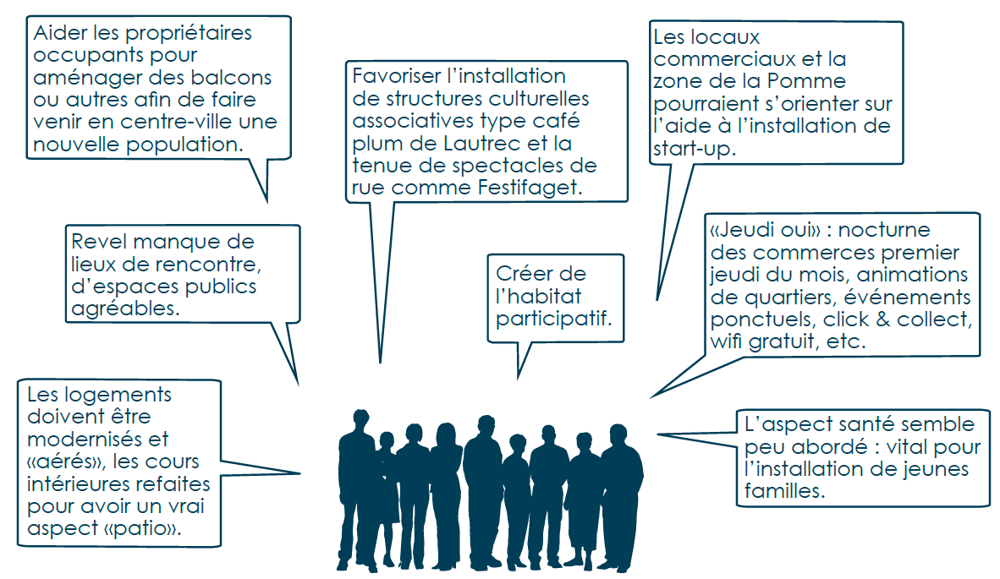 Aider les propriétaires
occupants pour
aménager des balcons
ou autres afin de faire
venir en centre-ville une
nouvelle population.
Favoriser l’installation
de structures culturelles
associatives type café
plum de Lautrec et la
tenue de spectacles de
rue comme Festifaget.
Les locaux
commerciaux et la
zone de la Pomme
pourraient s’orienter sur
l’aide à l’installation de
start-up.
Revel manque de
lieux de rencontre,
d’espaces publics
agréables.
Créer de
l’habitat
participatif.
«Jeudi oui» : nocturne
des commerces premier
jeudi du mois, animations
de quartiers, événements
ponctuels, click & collect,
wifi gratuit, etc.
Les logements
doivent être
modernisés et
«aérés», les cours
intérieures refaites
pour avoir un vrai
aspect «patio».
L’aspect santé semble
peu abordé : vital pour
l’installation de jeunes
familles.